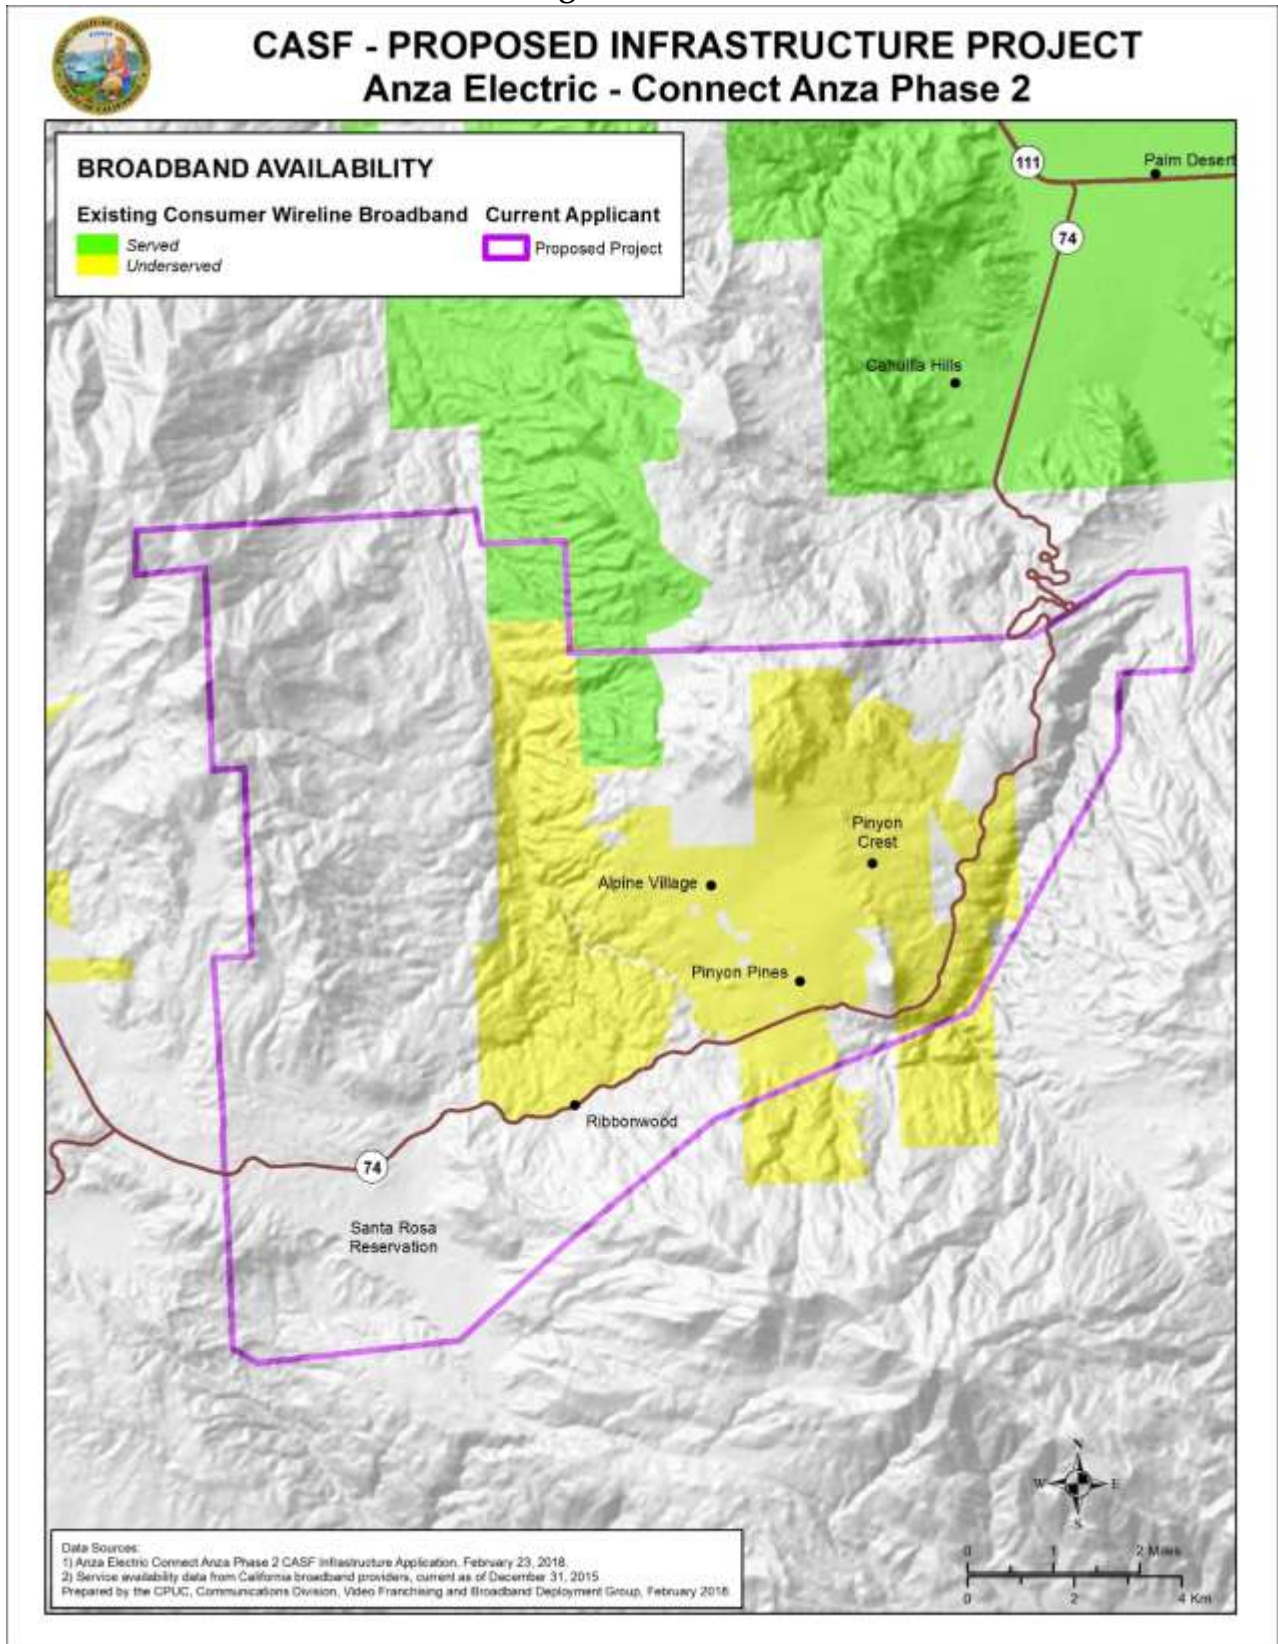 CASF - PROPOSED INFRASTRUCTURE PROJECT
Anza Electric - Connect Anza Phase 2
BROADBAND AVAILABILITY
Existing Consumer Wireline Broadband
Current Applicant
Served
Underserved
Proposed Project
111
Palm Desert
74
Cahuilla Hills
Pinyon
Crest
Alpine Village
Pinyon Pines
Ribbonwood
74
Santa Rosa
Reservation
N
W
E
S
Data Sources:
1) Anza Electric Connect Anza Phase 2 CASF Infrastructure Application, February 23, 2018.
2) Service availability data from California broadband providers, current as of December 31, 2015
Prepared by the CPUC, Communications Division, Video Franchising and Broadband Deployment Group, February
0 1 2 Miles
0 2 4 Km